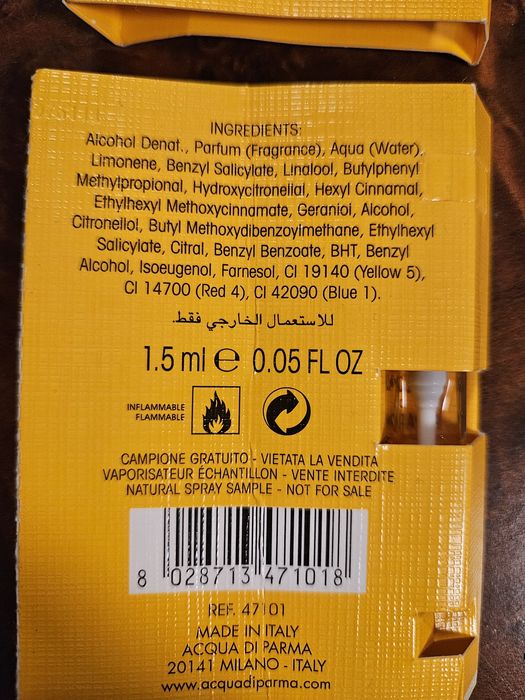 INGREDIENTS:
Alcohol Denat., Parfum (Fragrance), Aqua (Water),
Limonene, Benzyl Salicylate, Linalool, Butylphenyl
Methylpropional, Hydroxycitronellal, Hexyl Cinnamal,
Ethylhexyl Methoxycinnamate, Geraniol, Alcohol,
Citronellol, Butyl Methoxydibenzoylmethane, Ethylhexyl
Salicylate, Citral, Benzyl Benzoate, BHT, Benzyl
Alcohol, Isoeugenol, Farnesol, CI 19140 (Yellow 5),
CI 14700 (Red 4), CI 42090 (Blue 1).
للاستعمال الخارجي فقط.
1.5 ml e 0.05 FL OZ
INFLAMMABLE
FLAMMABLE
CAMPIONE GRATUITO - VIETATA LA VENDITA
VAPORISATEUR ÉCHANTILLON - VENTE INTERDITE
NATURAL SPRAY SAMPLE - NOT FOR SALE
8 028713 471018
REF. 47101
MADE IN ITALY
ACQUA DI PARMA
20141 MILANO - ITALY
www.acquadiparma.com